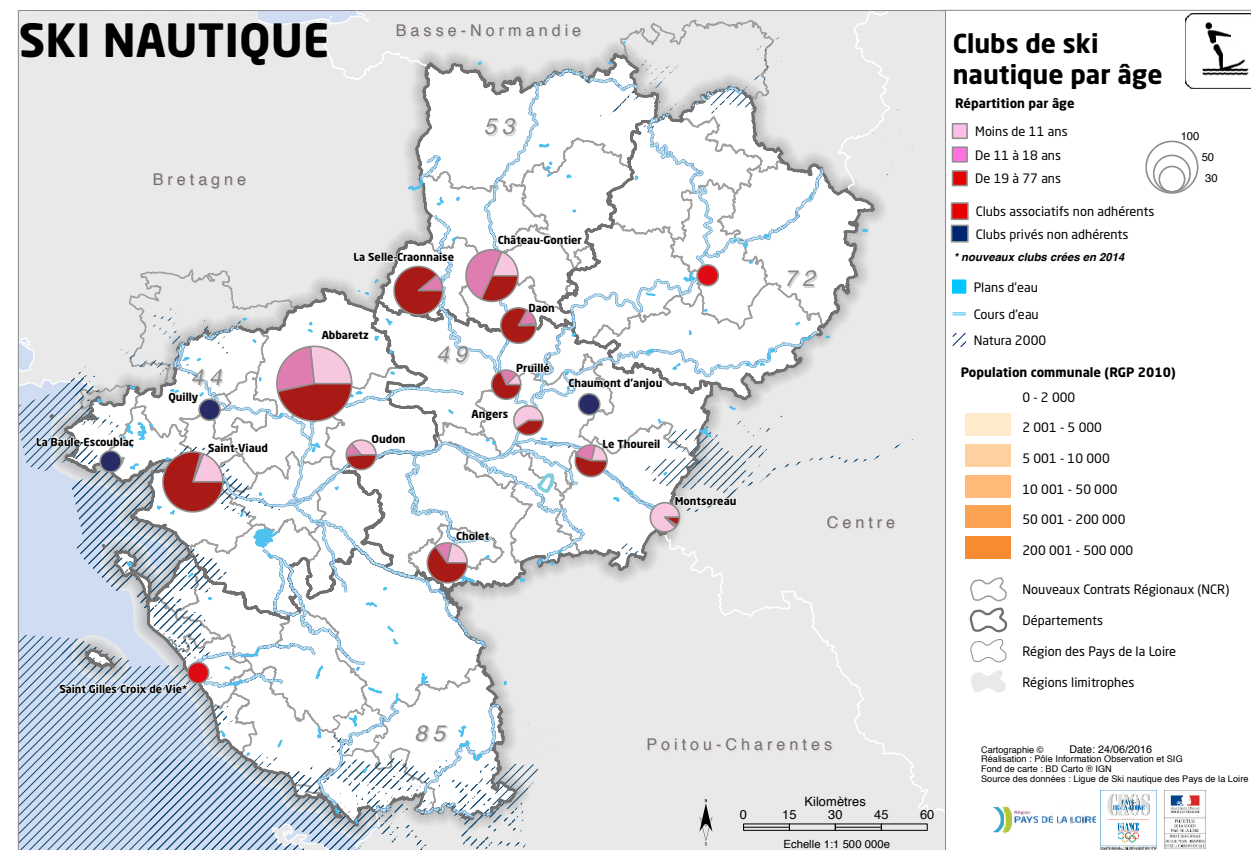 SKI NAUTIQUE
Basse-Normandie
Bretagne
53
72
Château-Gontier
La Selle-Craonnaise
Daon
Abbaretz
49
Pruillé
Chaumont d'anjou
44
Quilly
Angers
La Baule-Escoublac
Saint-Viaud
Oudon
Le Thoureil
Montsoreau
Centre
Cholet
Saint Gilles Croix de Vie*
85
Poitou-Charentes
Kilomètres
0 15 30 45 60
Echelle 1:1 500 000e
Clubs de ski
nautique par âge
Répartition par âge
Moins de 11 ans
De 11 à 18 ans
De 19 à 77 ans
100
50
30
Clubs associatifs non adhérents
Clubs privés non adhérents
* nouveaux clubs crées en 2014
Plans d'eau
Cours d'eau
Natura 2000
Population communale (RGP 2010)
0 - 2 000
2 001 - 5 000
5 001 - 10 000
10 001 - 50 000
50 001 - 200 000
200 001 - 500 000
Nouveaux Contrats Régionaux (NCR)
Départements
Région des Pays de la Loire
Régions limitrophes
Cartographie © Date: 24/06/2016
Réalisation : Pôle Information Observation et SIG
Fond de carte : BD Carto ® IGN
Source des données : Ligue de Ski nautique des Pays de la Loire
Région
PAYS DE LA LOIRE
CROS
FRANCE